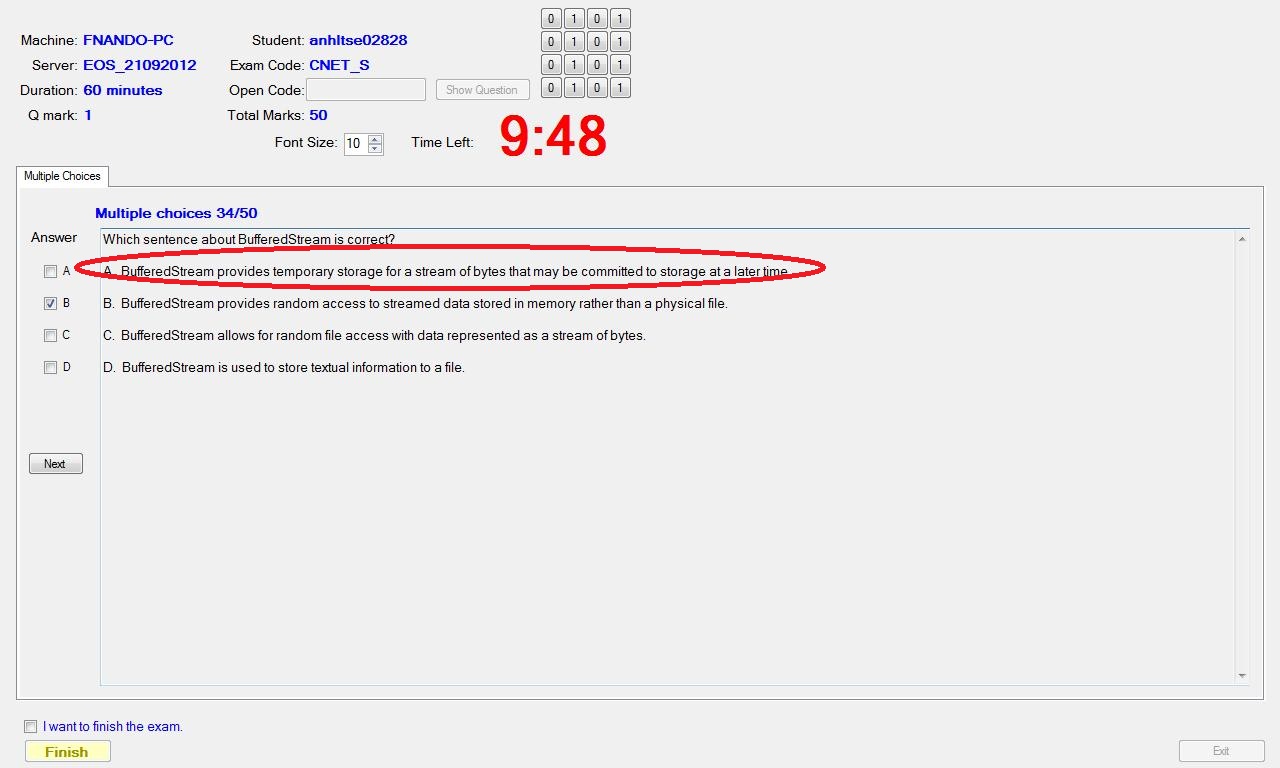 Machine: FNANDO-PC Student: anhltse02828
Server: EOS_21092012 Exam Code: CNET_S
Duration: 60 minutes Open Code: Show Question
Q mark: 1 Total Marks: 50
0 1 0 1
0 1 0 1
0 1 0 1
0 1 0 1
Font Size: 10 Time Left: 9:48
Multiple Choices
Multiple choices 34/50
Answer
Which sentence about BufferedStream is correct?
A A. BufferedStream provides temporary storage for a stream of bytes that may be committed to storage at a later time.
B B. BufferedStream provides random access to streamed data stored in memory rather than a physical file.
C C. BufferedStream allows for random file access with data represented as a stream of bytes.
D D. BufferedStream is used to store textual information to a file.
Next
I want to finish the exam.
Finish Exit